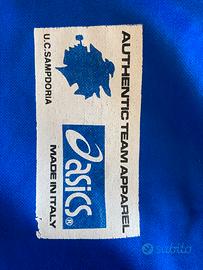 U.C. SAMPDORIA
AUTHENTIC TEAM APPAREL
asics®
MADE IN ITALY
subito